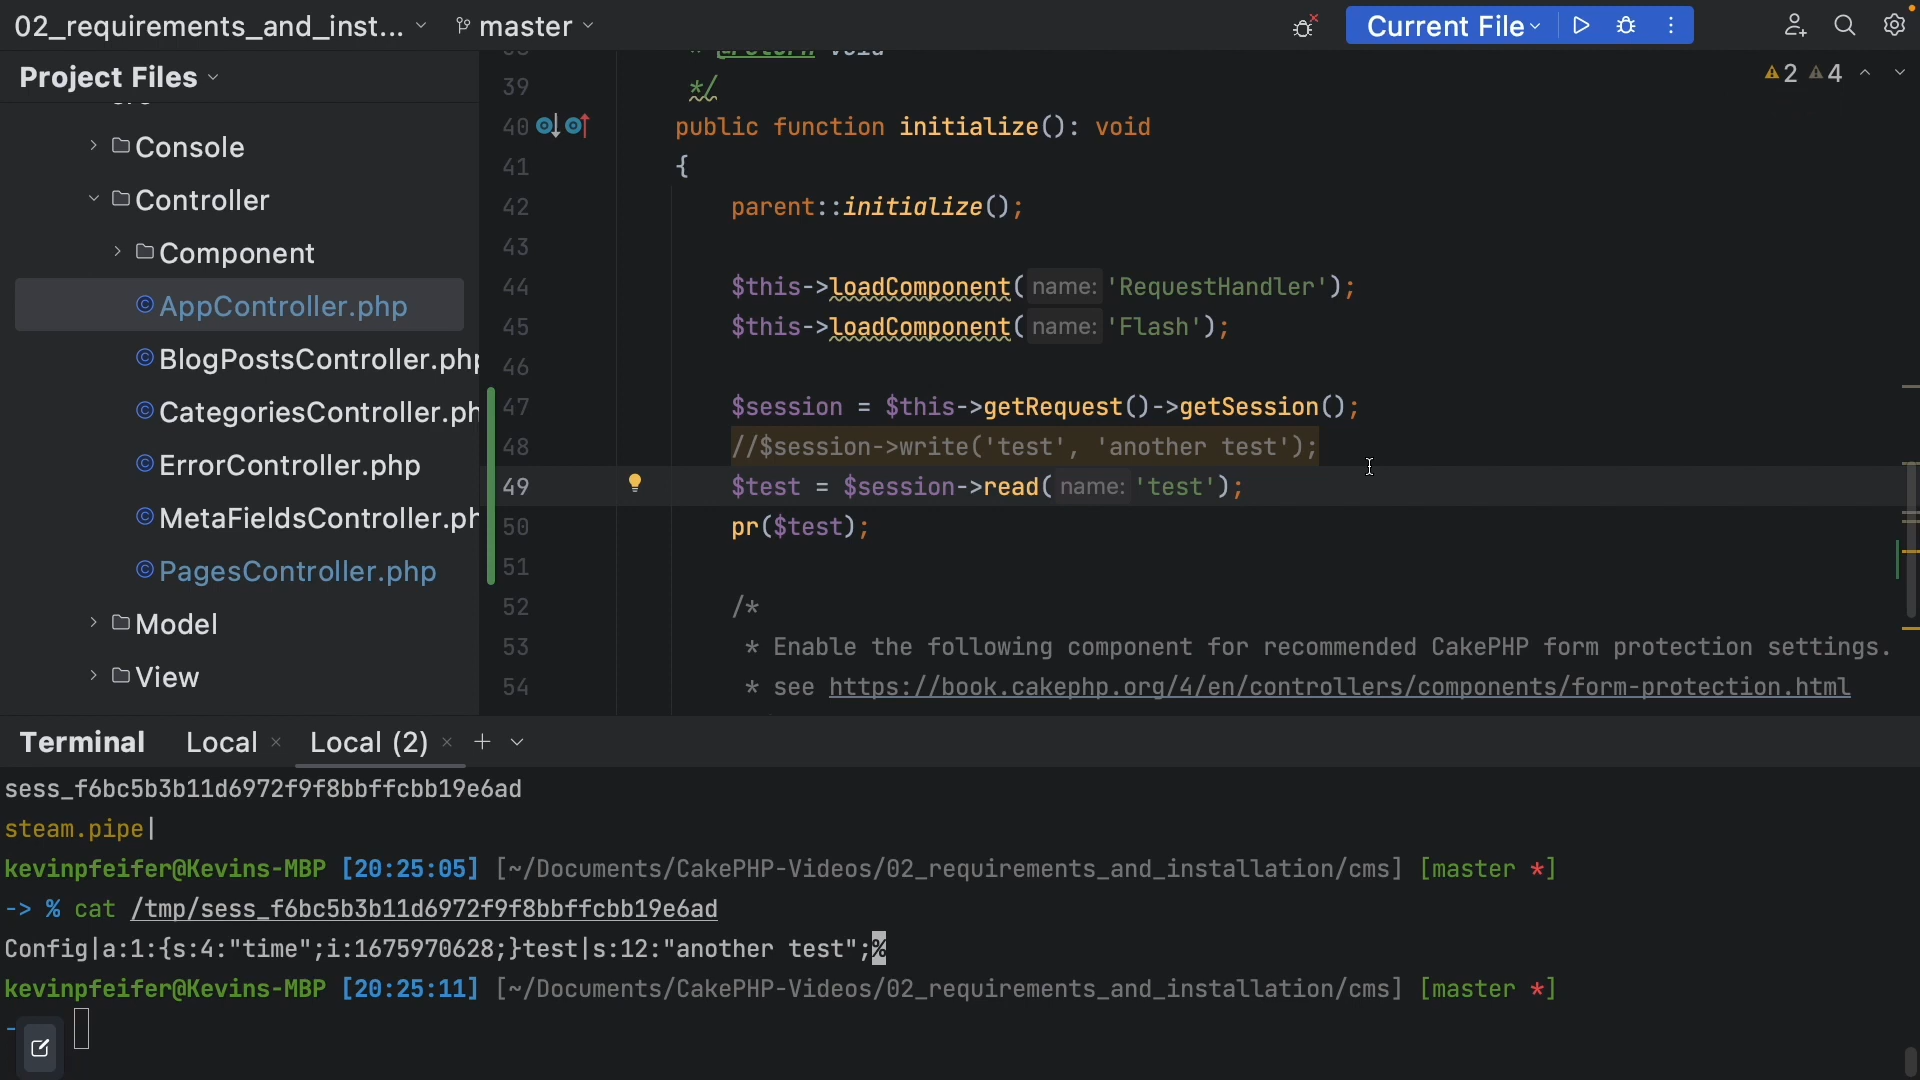 02_requirements_and_inst...
master
Current File
Project Files
Console
Controller
Component
AppController.php
BlogPostsController.php
CategoriesController.ph
ErrorController.php
MetaFieldsController.ph
PagesController.php
Model
View
2 4
* @return void
39 */
40 public function initialize(): void
41 {
42 parent::initialize();
43
44 $this->loadComponent( name: 'RequestHandler');
45 $this->loadComponent( name: 'Flash');
46
47 $session = $this->getRequest()->getSession();
48 //$session->write('test', 'another test');
49 $test = $session->read( name: 'test');
50 pr($test);
51
52 /*
53 * Enable the following component for recommended CakePHP form protection settings.
54 * see https://book.cakephp.org/4/en/controllers/components/form-protection.html
Terminal Local × Local (2) × +
sess_f6bc5b3b11d6972f9f8bbffcbb19e6ad
steam.pipe|
kevinpfeifer@Kevins-MBP [20:25:05] [~/Documents/CakePHP-Videos/02_requirements_and_installation/cms] [master *]
-> % cat /tmp/sess_f6bc5b3b11d6972f9f8bbffcbb19e6ad
Config|a:1:{s:4:"time";i:1675970628;}test|s:12:"another test";%
kevinpfeifer@Kevins-MBP [20:25:11] [~/Documents/CakePHP-Videos/02_requirements_and_installation/cms] [master *]